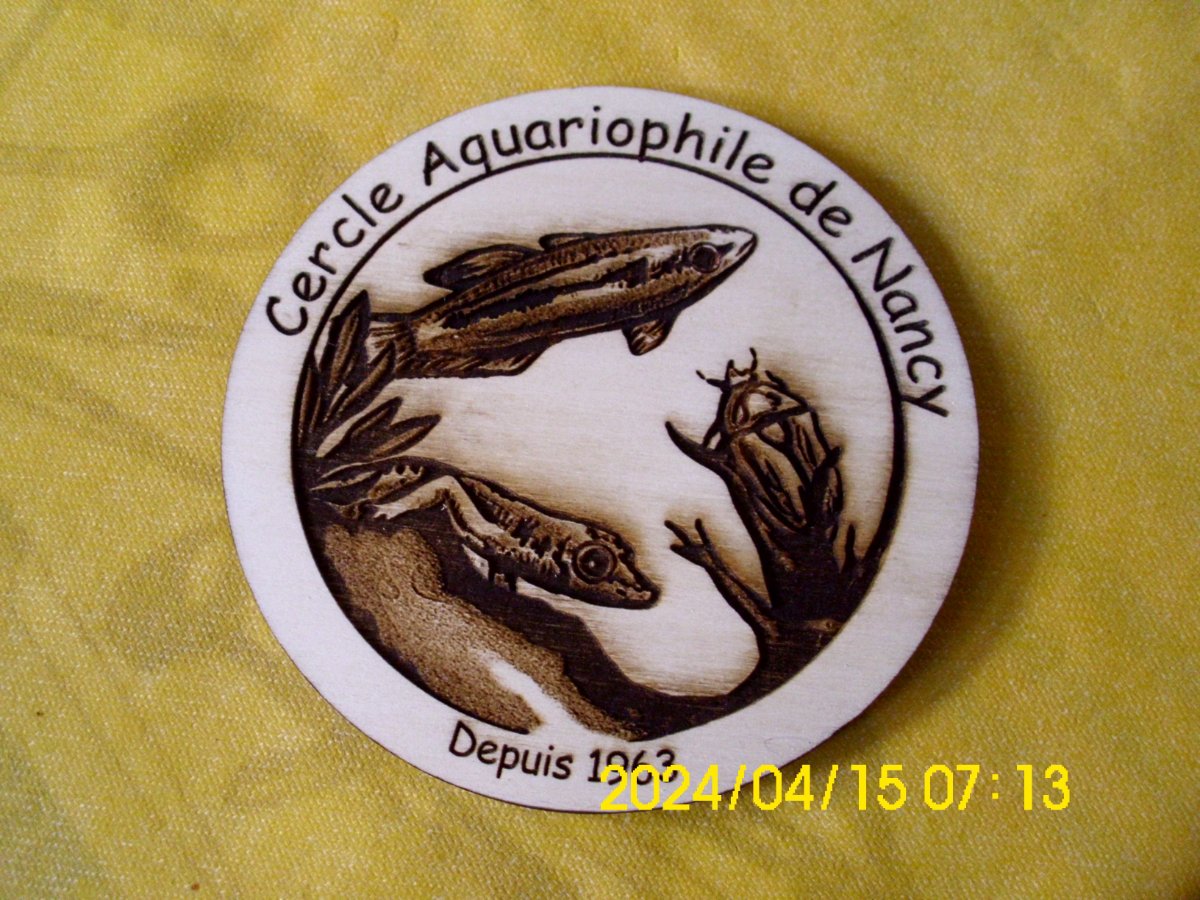 Cercle Aquariophile de Nancy
Depuis 1963
2024/04/15 07:13